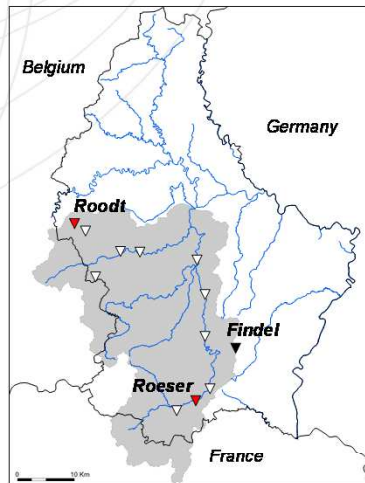 Belgium
Germany
Roodt
Findel
Roeser
France
0 10 Km